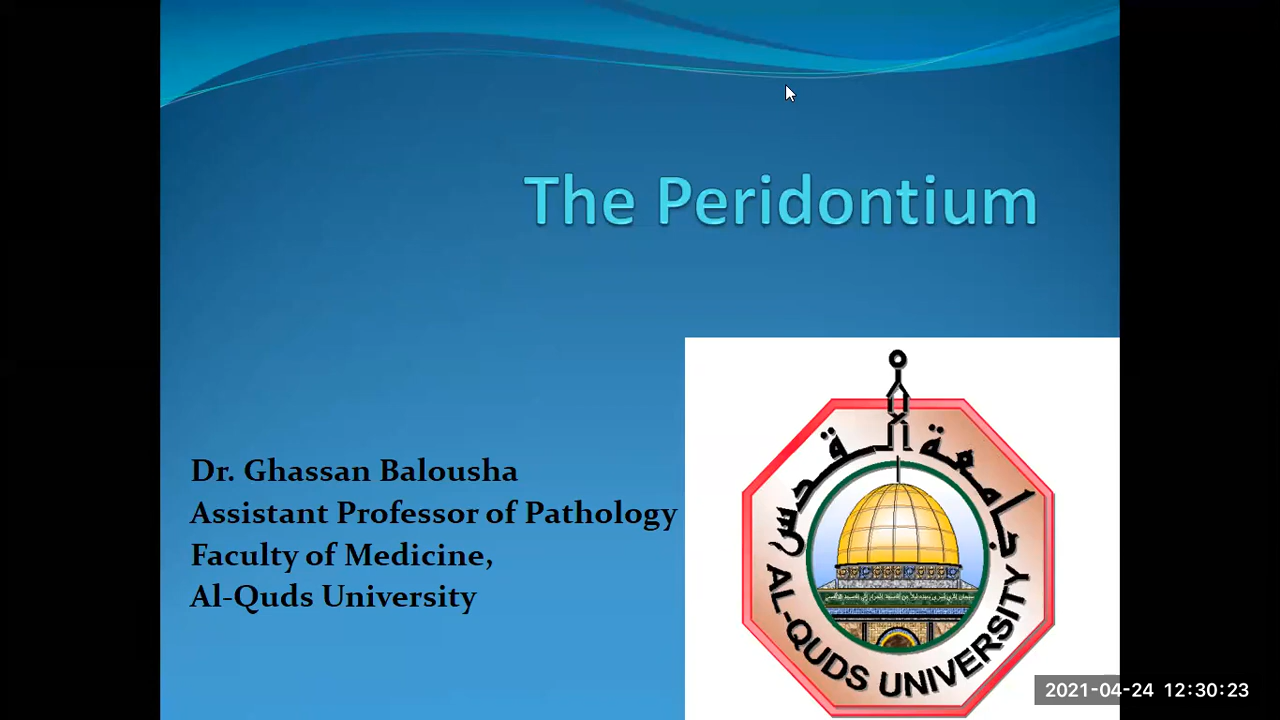 The Peridontium
Dr. Ghassan Balousha
Assistant Professor of Pathology
Faculty of Medicine,
Al-Quds University
جامعة القدس
AL-QUDS UNIVERSITY
2021-04-24 12:30:23